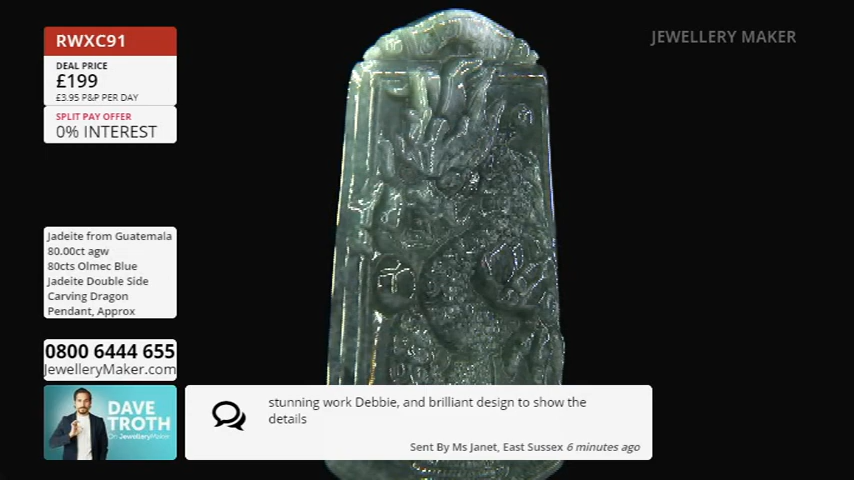 RWXC91
DEAL PRICE
£199
£3.95 P&P PER DAY
SPLIT PAY OFFER
0% INTEREST
JEWELLERY MAKER
Jadeite from Guatemala
80.00ct agw
80cts Olmec Blue
Jadeite Double Side
Carving Dragon
Pendant, Approx
0800 6444 655
JewelleryMaker.com
DAVE
TROTH
On JewelleryMaker
stunning work Debbie, and brilliant design to show the
details
Sent By Ms Janet, East Sussex 6 minutes ago